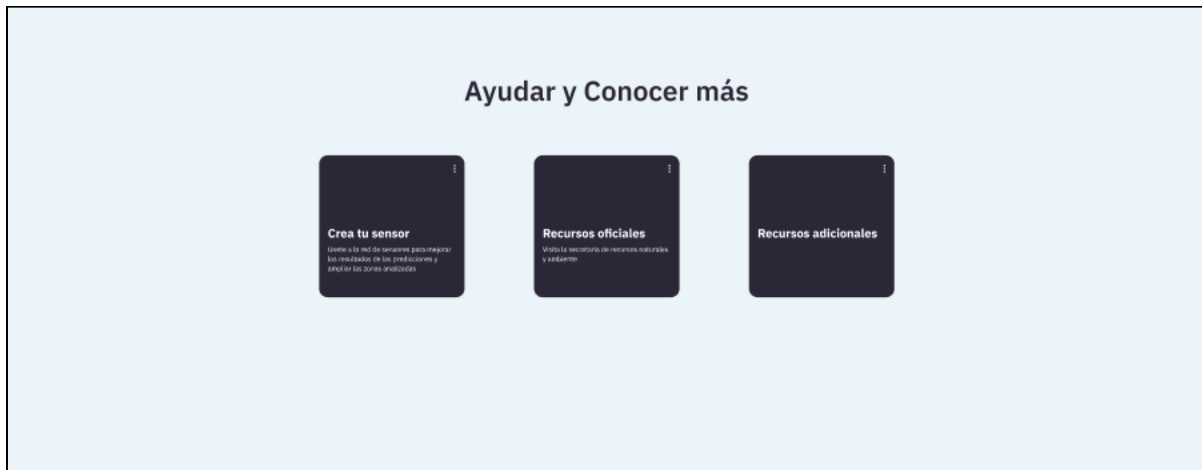 Ayudar y Conocer más
Crea tu sensor
Unete a la red de sensores para mejorar
los resultados de las predicciones y
ampliar las zonas analizadas
Recursos oficiales
Visita la secretaria de recursos naturales
y ambiente
Recursos adicionales